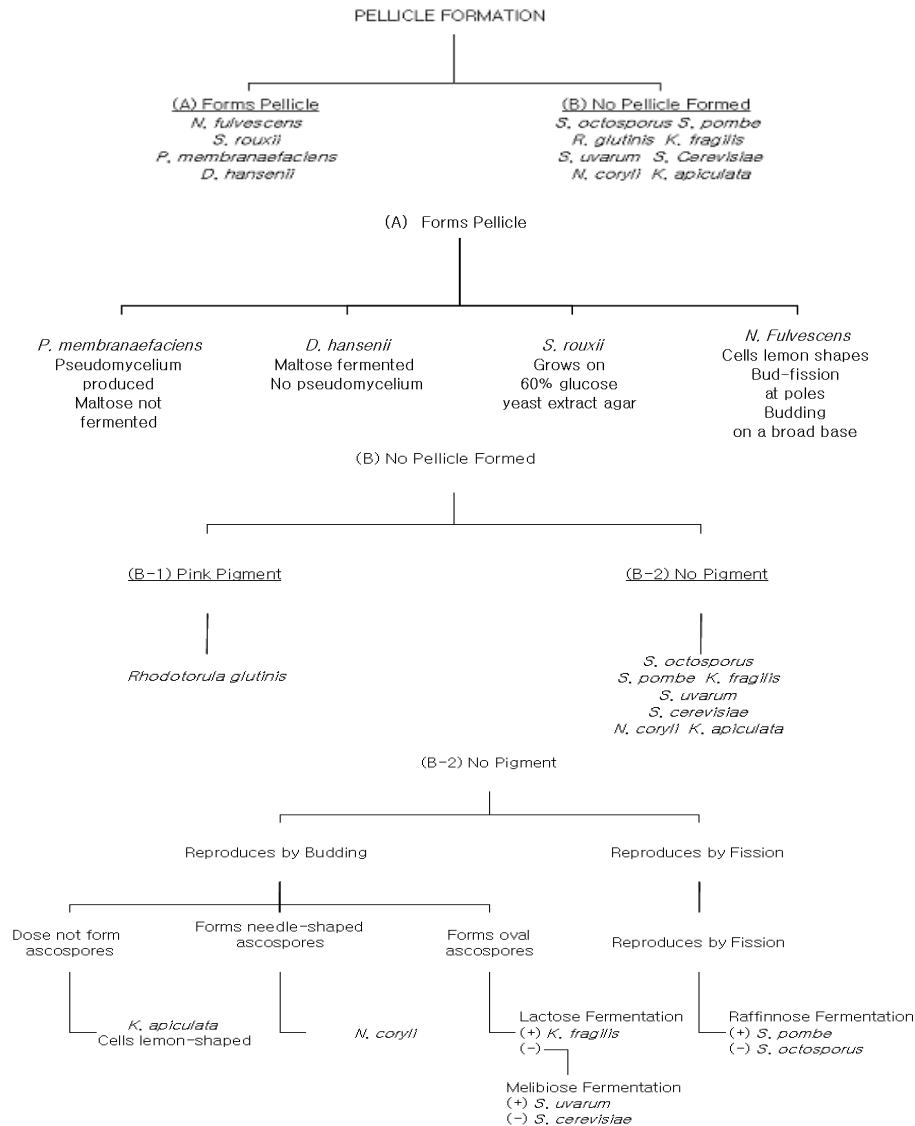 PELLICLE FORMATION
(A) Forms Pellicle
N. fulvescens
S. rouxii
P. membranaefaciens
D. hansenii
(B) No Pellicle Formed
S. octosporus S. pombe
R. glutinis K. fragilis
S. uvarum S. Cerevisiae
N. coryli K. apiculata
(A) Forms Pellicle
P. membranaefaciens
Pseudomycelium
produced
Maltose not
fermented
D. hansenii
Maltose fermented
No pseudomycelium
S. rouxii
Grows on
60% glucose
yeast extract agar
N. Fulvescens
Cells lemon shapes
Bud-fission
at poles
Budding
on a broad base
(B) No Pellicle Formed
(B-1) Pink Pigment
(B-2) No Pigment
Rhodotorula glutinis
S. octosporus
S. pombe K. fragilis
S. uvarum
S. cerevisiae
N. coryli K. apiculata
(B-2) No Pigment
Reproduces by Budding
Reproduces by Fission
Dose not form
ascospores
Forms needle-shaped
ascospores
Forms oval
ascospores
Reproduces by Fission
K. apiculata
Cells lemon-shaped
N. coryli
Lactose Fermentation
(+) K. fragilis
(-)
Raffinnose Fermentation
(+) S. pombe
(-) S. octosporus
Melibiose Fermentation
(+) S. uvarum
(-) S. cerevisiae